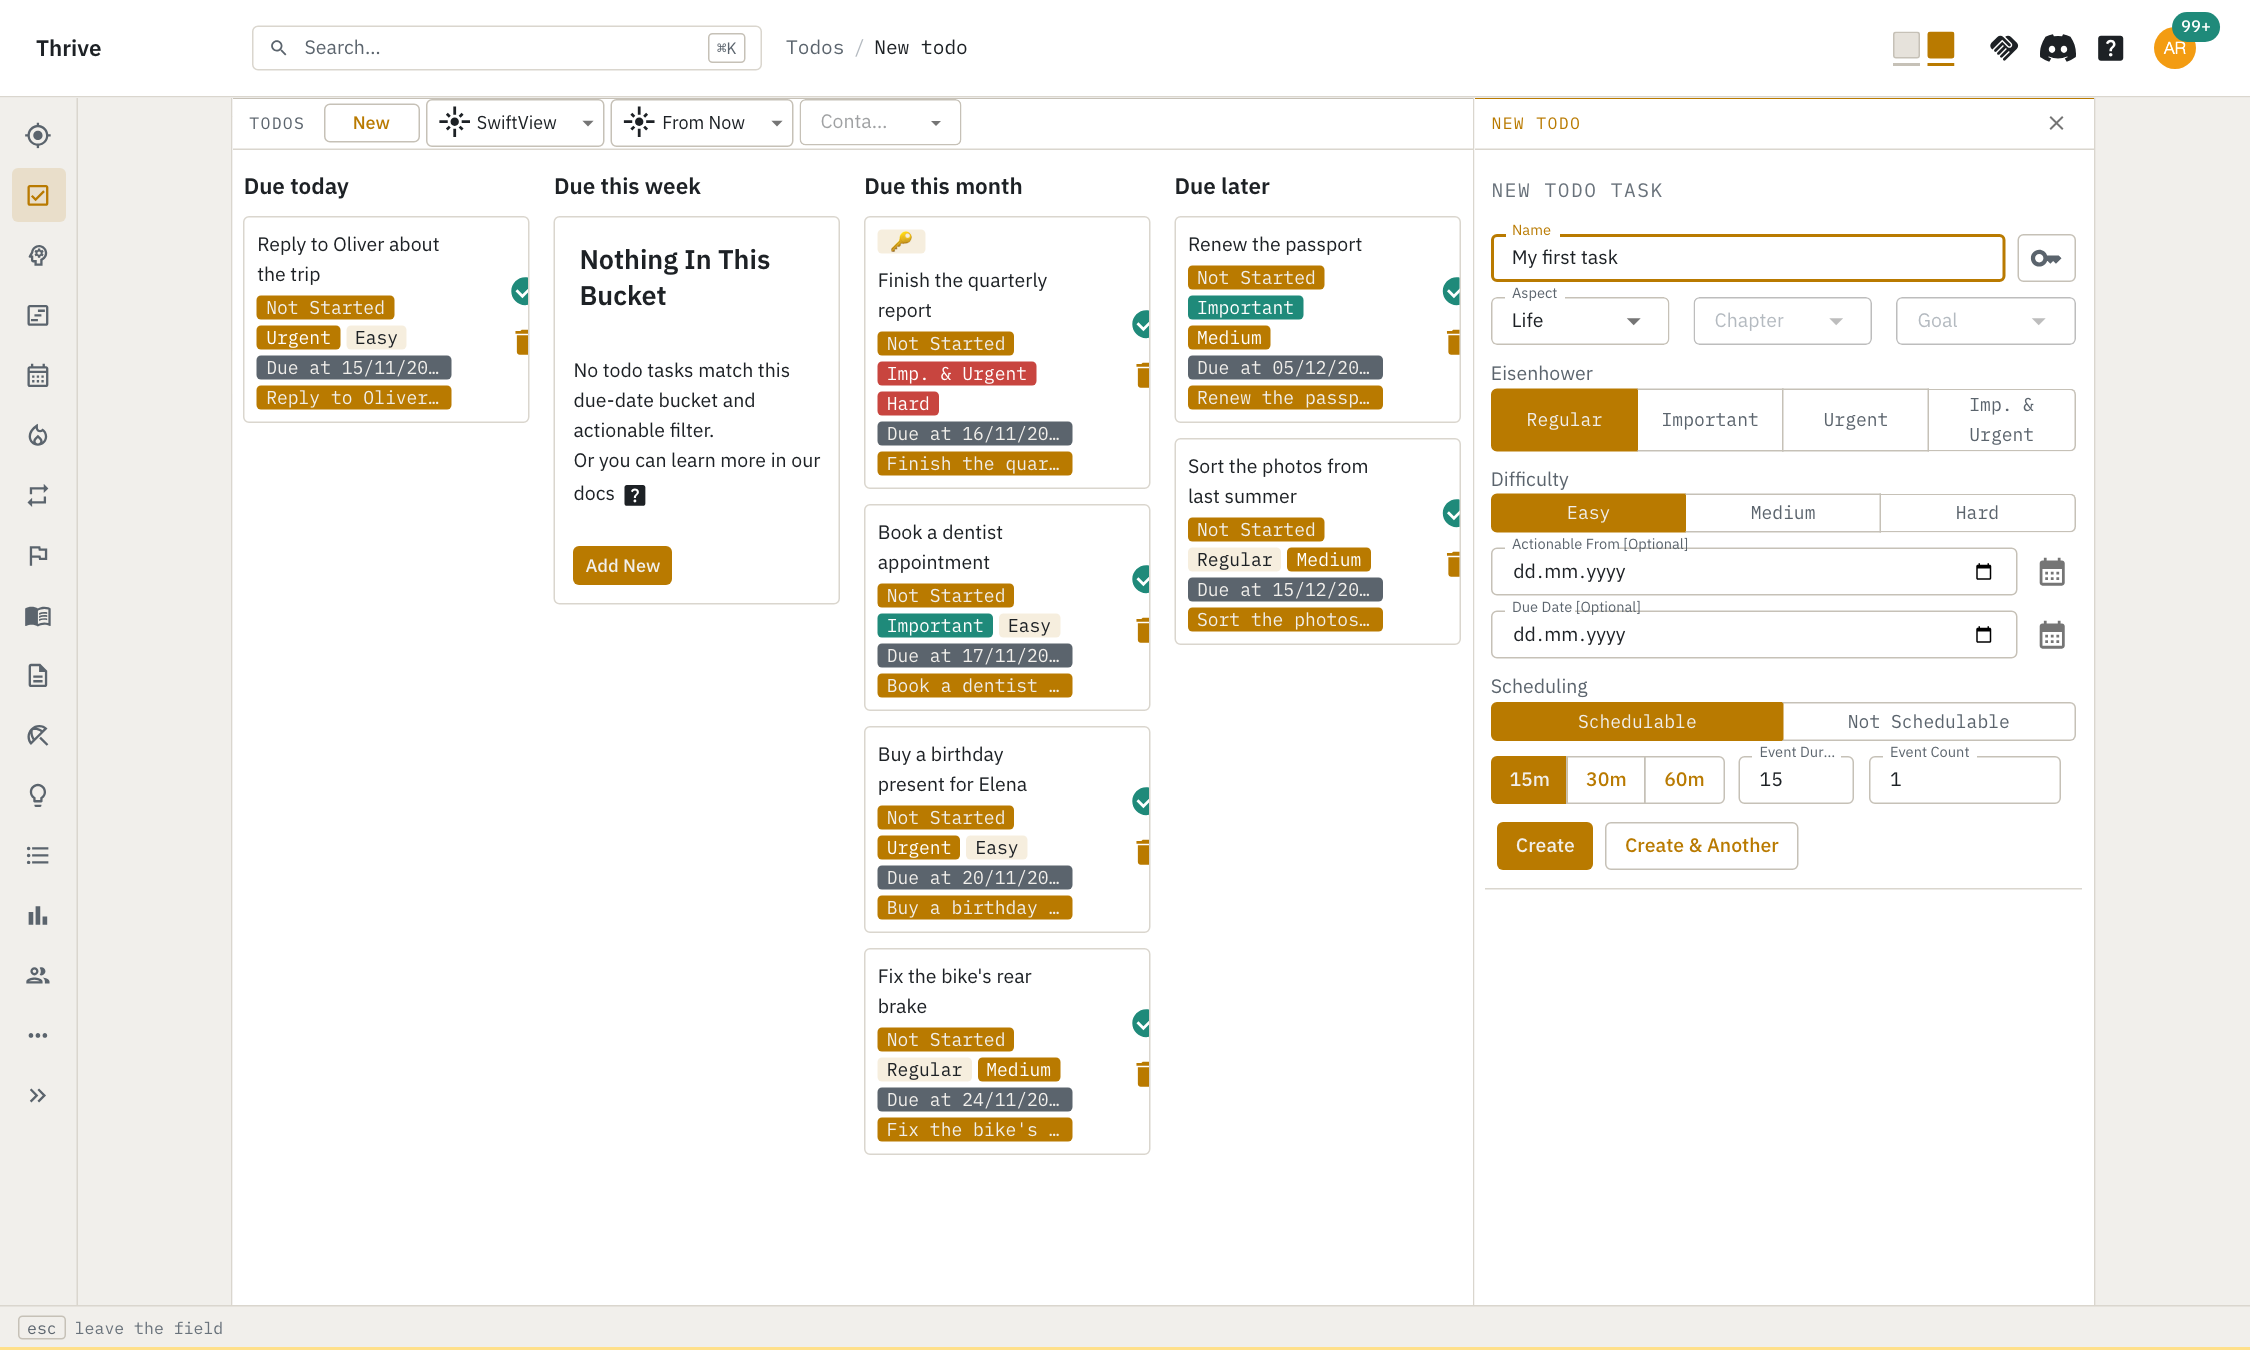 Thrive
Search...
⌘K
Todos / New todo
99+
AR
TODOS
New
SwiftView
From Now
Conta...
NEW TODO
Due today
Reply to Oliver about
the trip
Not Started
Urgent Easy
Due at 15/11/20...
Reply to Oliver...
Due this week
Nothing In This
Bucket
No todo tasks match this
due-date bucket and
actionable filter.
Or you can learn more in our
docs ?
Add New
Due this month
Finish the quarterly
report
Not Started
Imp. & Urgent
Hard
Due at 16/11/20...
Finish the quar...
Book a dentist
appointment
Not Started
Important Easy
Due at 17/11/20...
Book a dentist ...
Buy a birthday
present for Elena
Not Started
Urgent Easy
Due at 20/11/20...
Buy a birthday ...
Fix the bike's rear
brake
Not Started
Regular Medium
Due at 24/11/20...
Fix the bike's ...
Due later
Renew the passport
Not Started
Important
Medium
Due at 05/12/20...
Renew the passp...
Sort the photos from
last summer
Not Started
Regular Medium
Due at 15/12/20...
Sort the photos...
NEW TODO TASK
Name
My first task
Aspect
Life
Chapter
Goal
Eisenhower
Regular
Important
Urgent
Imp. &
Urgent
Difficulty
Easy
Medium
Hard
Actionable From [Optional]
dd.mm.yyyy
Due Date [Optional]
dd.mm.yyyy
Scheduling
Schedulable
Not Schedulable
15m
30m
60m
Event Dur...
15
Event Count
1
Create
Create & Another
esc leave the field